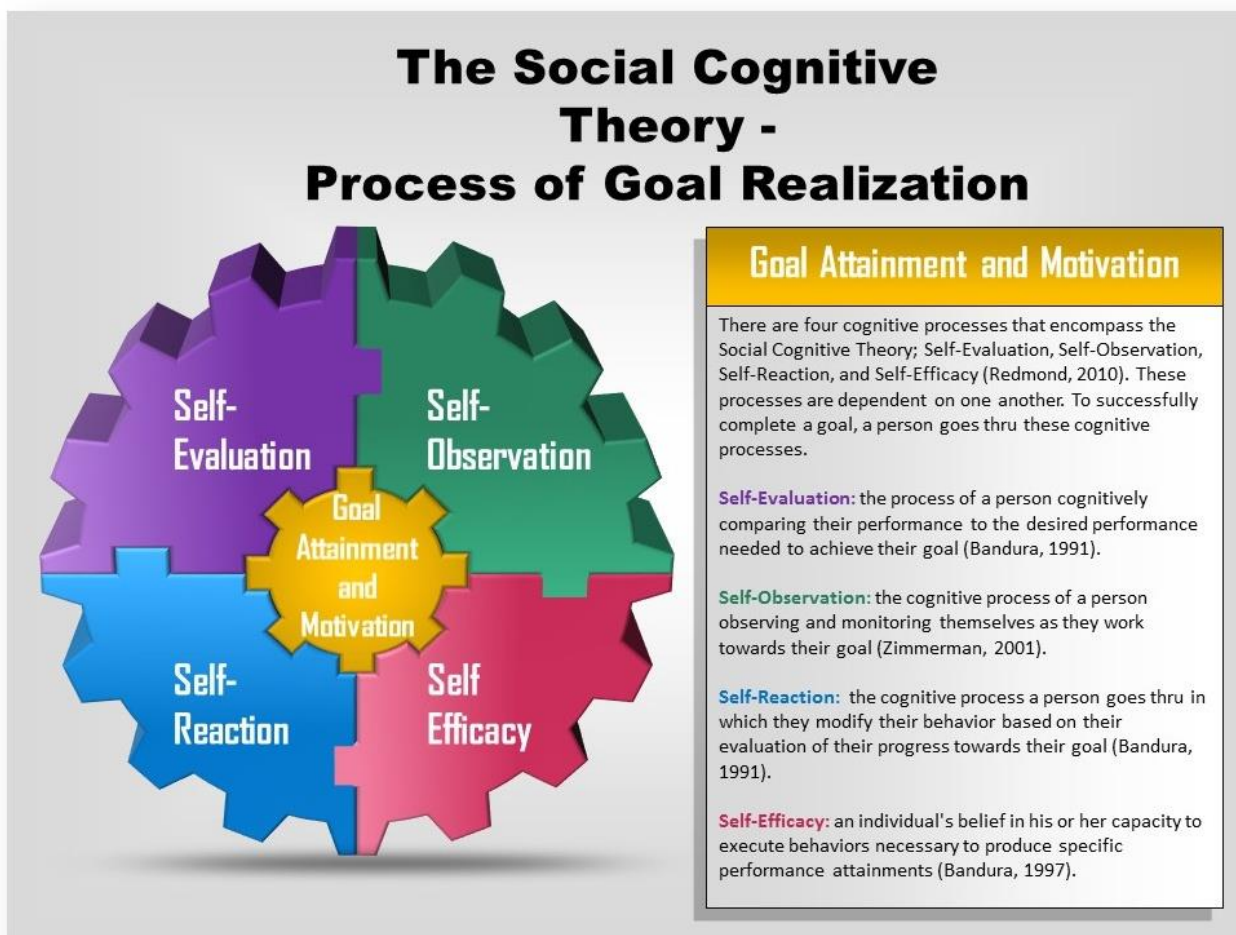 The Social Cognitive
Theory -
Process of Goal Realization
Self-
Evaluation
Self-
Observation
Goal
Attainment
and
Motivation
Self-
Reaction
Self
Efficacy
Goal Attainment and Motivation
There are four cognitive processes that encompass the
Social Cognitive Theory; Self-Evaluation, Self-Observation,
Self-Reaction, and Self-Efficacy (Redmond, 2010). These
processes are dependent on one another. To successfully
complete a goal, a person goes thru these cognitive
processes.
Self-Evaluation: the process of a person cognitively
comparing their performance to the desired performance
needed to achieve their goal (Bandura, 1991).
Self-Observation: the cognitive process of a person
observing and monitoring themselves as they work
towards their goal (Zimmerman, 2001).
Self-Reaction: the cognitive process a person goes thru in
which they modify their behavior based on their
evaluation of their progress towards their goal (Bandura,
1991).
Self-Efficacy: an individual's belief in his or her capacity to
execute behaviors necessary to produce specific
performance attainments (Bandura, 1997).